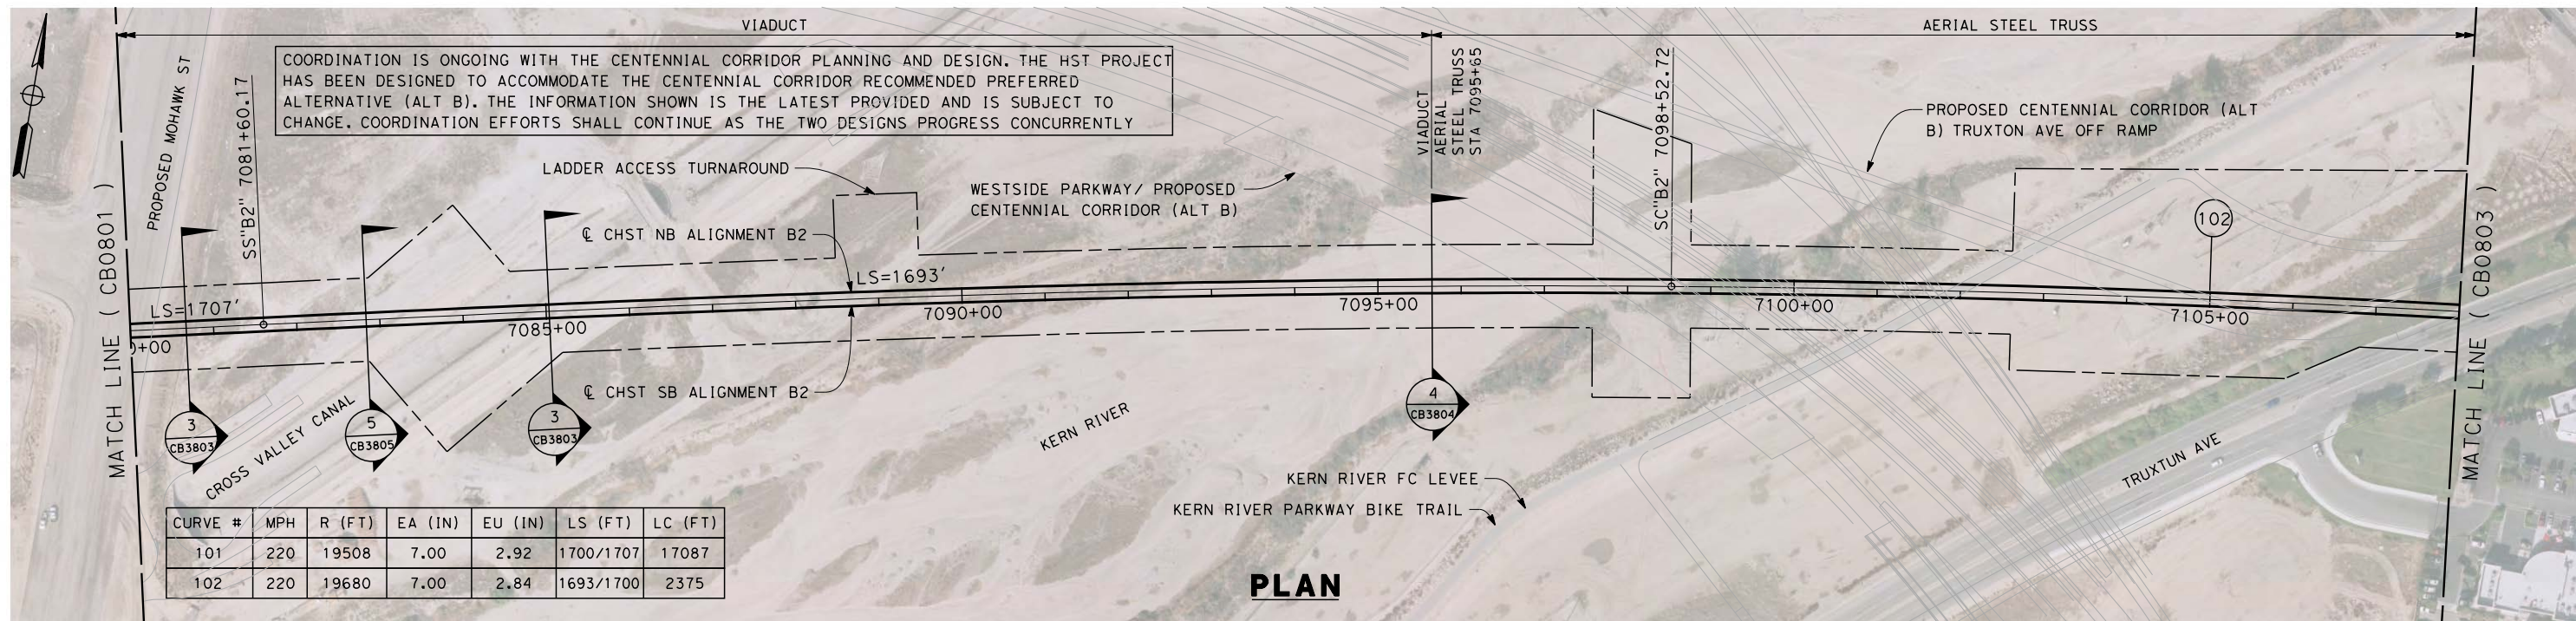 VIADUCT
AERIAL STEEL TRUSS
COORDINATION IS ONGOING WITH THE CENTENNIAL CORRIDOR PLANNING AND DESIGN. THE HST PROJECT
HAS BEEN DESIGNED TO ACCOMMODATE THE CENTENNIAL CORRIDOR RECOMMENDED PREFERRED
ALTERNATIVE (ALT B). THE INFORMATION SHOWN IS THE LATEST PROVIDED AND IS SUBJECT TO
CHANGE. COORDINATION EFFORTS SHALL CONTINUE AS THE TWO DESIGNS PROGRESS CONCURRENTLY
MATCH LINE ( CB0801 )
PROPOSED MOHAWK ST
SS"B2" 7081+60.17
LADDER ACCESS TURNAROUND
WESTSIDE PARKWAY/ PROPOSED
CENTENNIAL CORRIDOR (ALT B)
VIADUCT
AERIAL
STEEL TRUSS
STA 7095+65
SC"B2" 7098+52.72
PROPOSED CENTENNIAL CORRIDOR (ALT
B) TRUXTON AVE OFF RAMP
102
MATCH LINE ( CB0803 )
℄ CHST NB ALIGNMENT B2
LS=1707'
LS=1693'
0+00
7085+00
7090+00
7095+00
7100+00
7105+00
℄ CHST SB ALIGNMENT B2
3
CB3803
5
CB3805
3
CB3803
4
CB3804
CROSS VALLEY CANAL
KERN RIVER
KERN RIVER FC LEVEE
KERN RIVER PARKWAY BIKE TRAIL
TRUXTUN AVE
CURVE # MPH R (FT) EA (IN) EU (IN) LS (FT) LC (FT)
101 220 19508 7.00 2.92 1700/1707 17087
102 220 19680 7.00 2.84 1693/1700 2375
PLAN